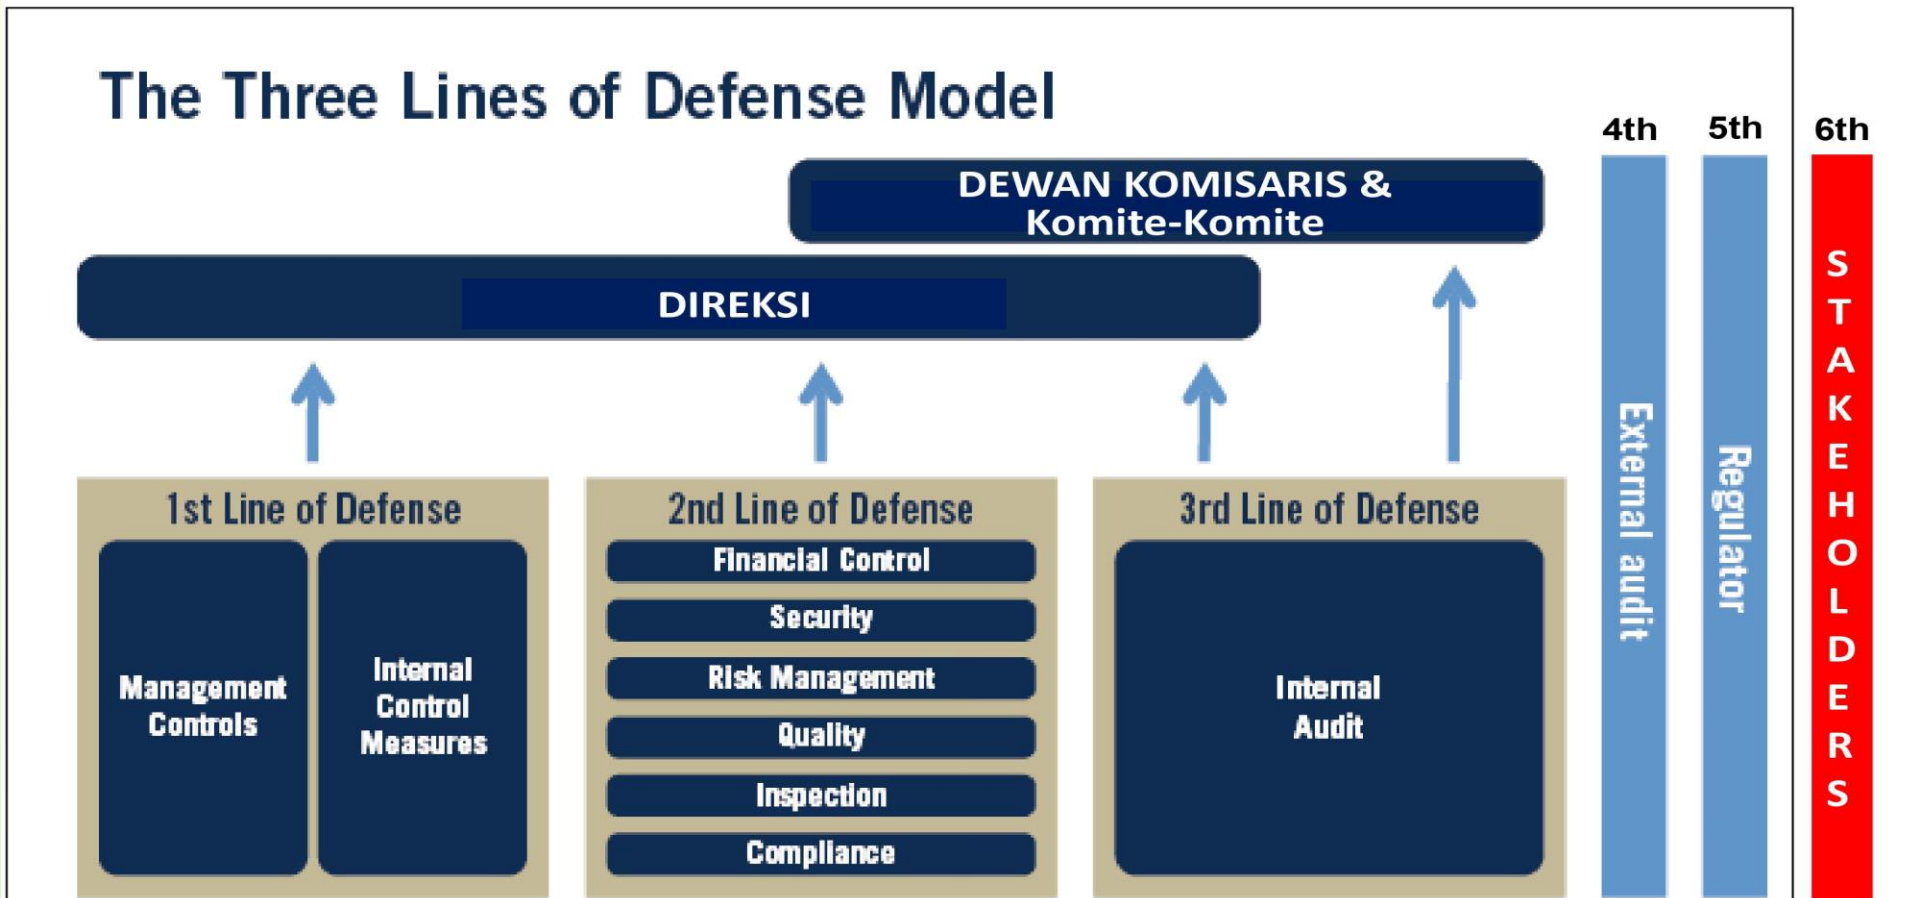 The Three Lines of Defense Model
4th
5th
6th
DEWAN KOMISARIS &
Komite-Komite
DIREKSI
1st Line of Defense
Management
Controls
Internal
Control
Measures
2nd Line of Defense
Financial Control
Security
Risk Management
Quality
Inspection
Compliance
3rd Line of Defense
Internal
Audit
External audit
Regulator
STAKEHOLDERS